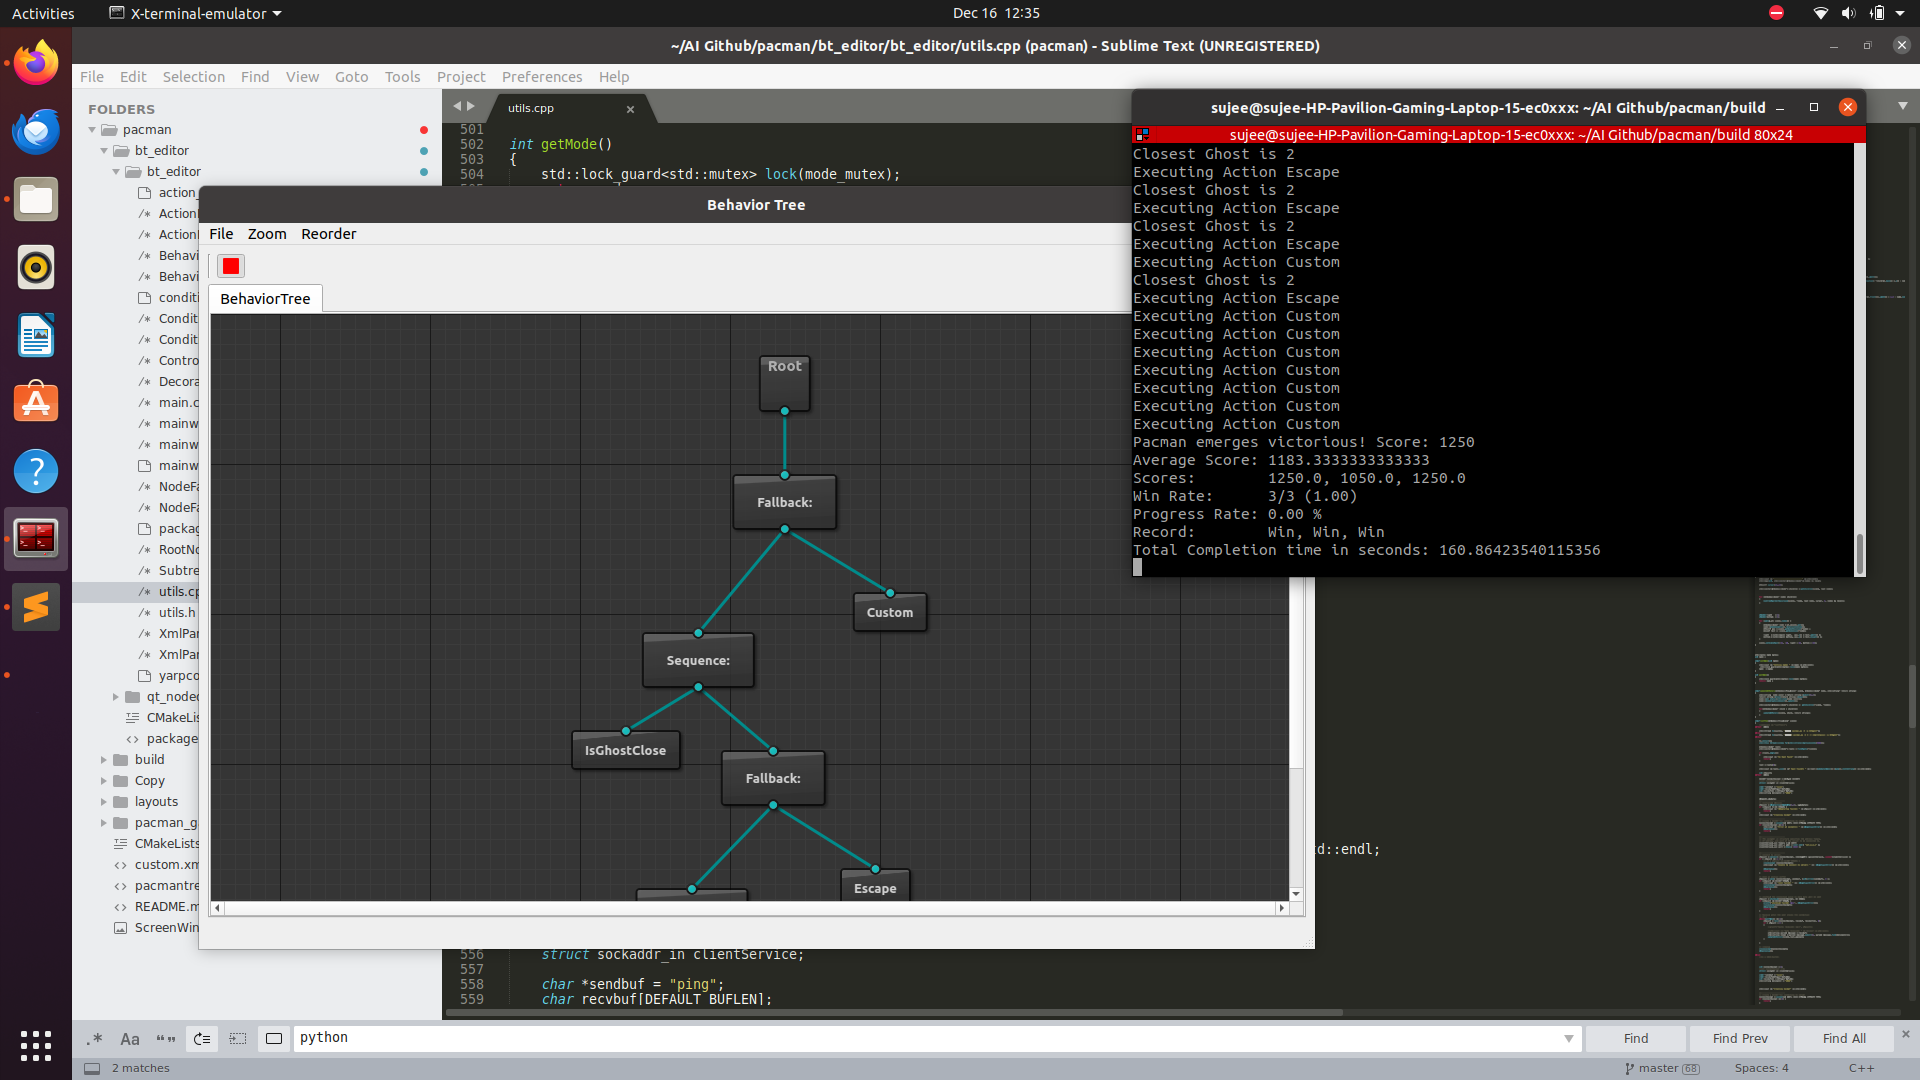 Activities
X-terminal-emulator
Dec 16 12:35
~/AI Github/pacman/bt_editor/bt_editor/utils.cpp (pacman) - Sublime Text (UNREGISTERED)
File Edit Selection Find View Goto Tools Project Preferences Help
FOLDERS
pacman
bt_editor
bt_editor
action_
ActionN
ActionN
Behavi
Behavi
conditi
Conditi
Conditi
Contro
Decora
main.c
mainw
mainw
mainw
NodeFa
NodeFa
packag
RootNo
Subtre
utils.cp
utils.h
XmlPar
XmlPar
yarpco
qt_nodec
CMakeLis
package
build
Copy
layouts
pacman_g
CMakeLists
custom.xm
pacmantre
README.m
ScreenWin
utils.cpp
501
502 int getMode()
503 {
504 std::lock_guard<std::mutex> lock(mode_mutex);
Behavior Tree
File Zoom Reorder
BehaviorTree
Root
Fallback:
Custom
Sequence:
IsGhostClose
Fallback:
Escape
sujee@sujee-HP-Pavilion-Gaming-Laptop-15-ec0xxx: ~/AI Github/pacman/build
sujee@sujee-HP-Pavilion-Gaming-Laptop-15-ec0xxx: ~/AI Github/pacman/build 80x24
Closest Ghost is 2
Executing Action Escape
Closest Ghost is 2
Executing Action Escape
Closest Ghost is 2
Executing Action Escape
Executing Action Custom
Closest Ghost is 2
Executing Action Escape
Executing Action Custom
Executing Action Custom
Executing Action Custom
Executing Action Custom
Executing Action Custom
Executing Action Custom
Executing Action Custom
Pacman emerges victorious! Score: 1250
Average Score: 1183.3333333333333
Scores: 1250.0, 1050.0, 1250.0
Win Rate: 3/3 (1.00)
Progress Rate: 0.00 %
Record: Win, Win, Win
Total Completion time in seconds: 160.86423540115356
td::endl;
556 struct sockaddr_in clientService;
557
558 char *sendbuf = "ping";
559 char recvbuf[DEFAULT_BUFLEN];
.* Aa “”
python
Find Find Prev Find All
2 matches
master 68
Spaces: 4
C++